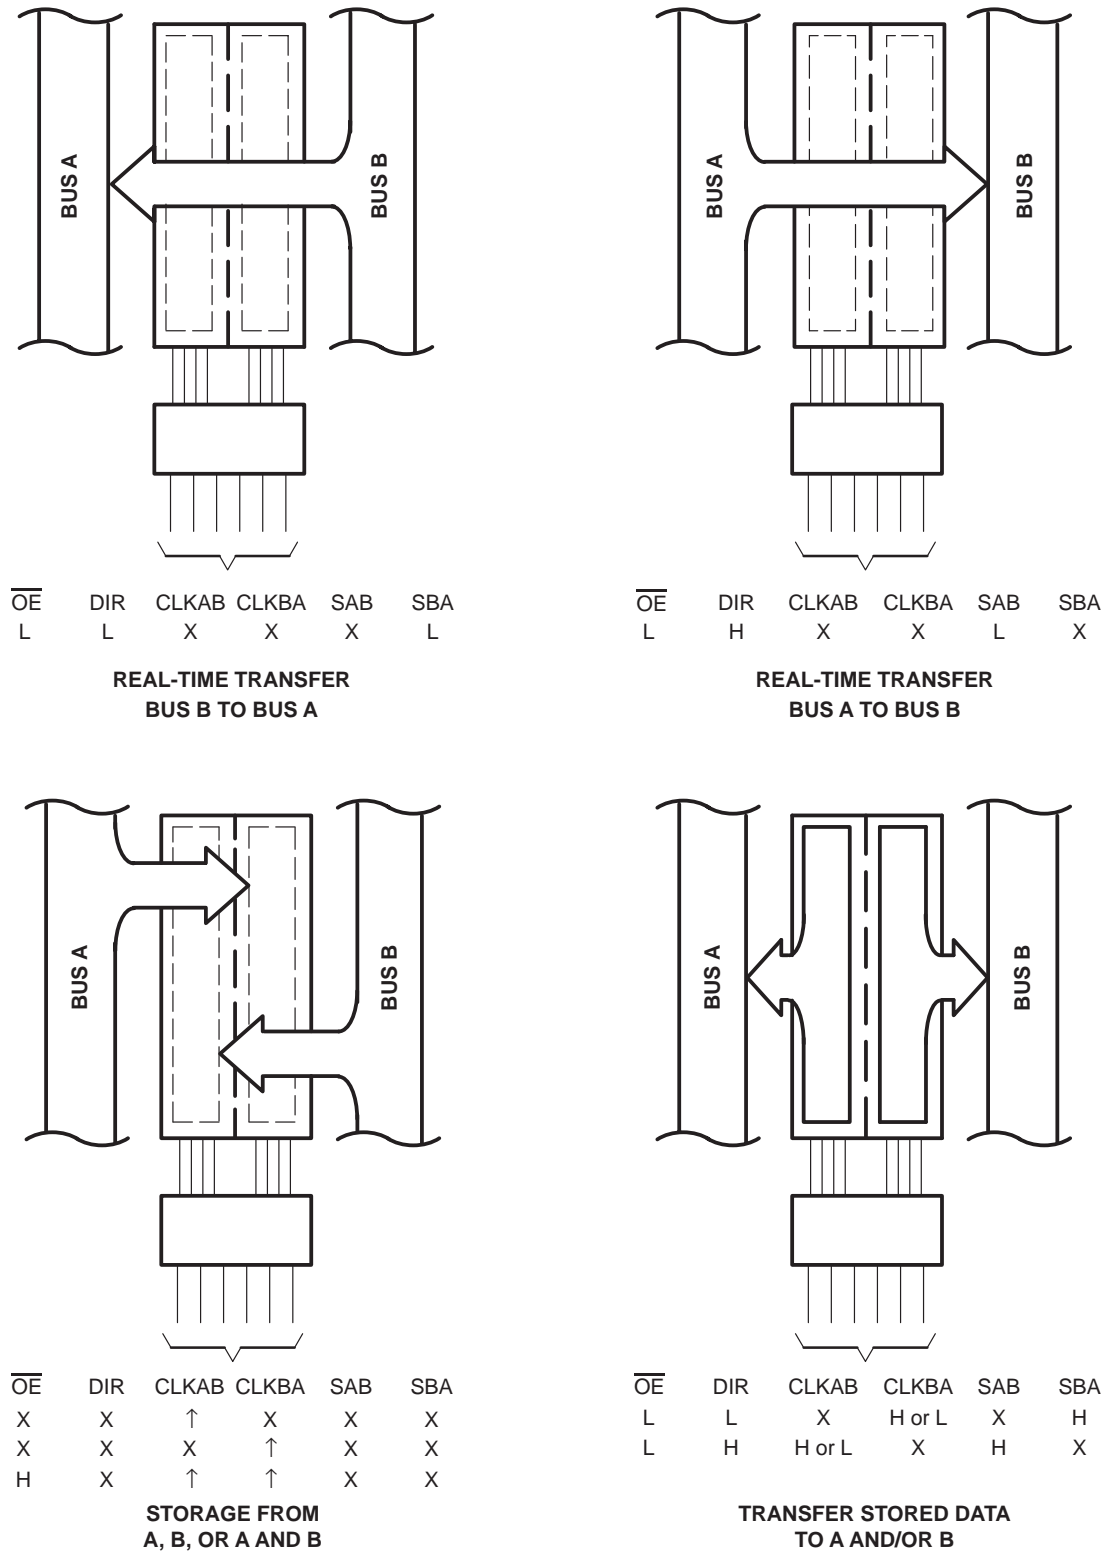 BUS A
BUS B
OE DIR CLKAB CLKBA SAB SBA
L L X X X L
REAL-TIME TRANSFER
BUS B TO BUS A
BUS A
BUS B
OE DIR CLKAB CLKBA SAB SBA
L H X X L X
REAL-TIME TRANSFER
BUS A TO BUS B
BUS A
BUS B
OE DIR CLKAB CLKBA SAB SBA
X X ↑ X X X
X X X ↑ X X
H X ↑ ↑ X X
STORAGE FROM
A, B, OR A AND B
BUS A
BUS B
OE DIR CLKAB CLKBA SAB SBA
L L X H or L X H
L H H or L X H X
TRANSFER STORED DATA
TO A AND/OR B